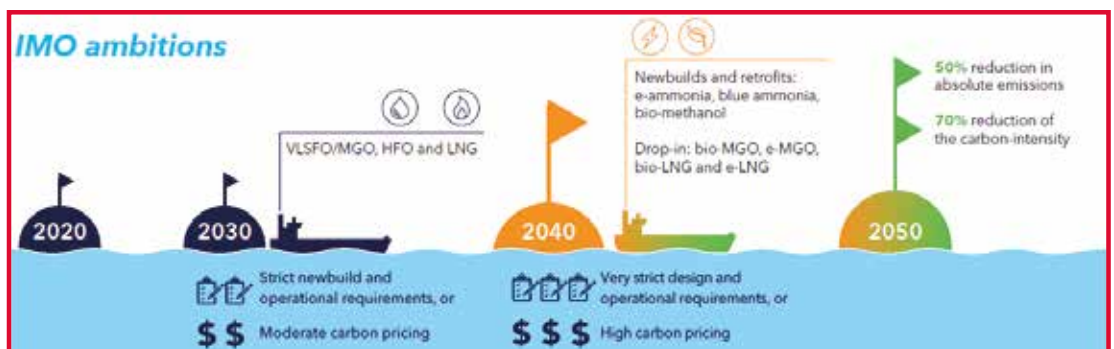 IMO ambitions
Newbuilds and retrofits:
e-ammonia, blue ammonia,
bio-methanol
Drop-in: bio-MGO, e-MGO,
bio-LNG and e-LNG
50% reduction in
absolute emissions
70% reduction of
the carbon-intensity
VLSFO/MGO, HFO and LNG
2020
2030
2040
2050
Strict newbuild and
operational requirements, or
$ $ Moderate carbon pricing
Very strict design and
operational requirements, or
$ $ $ High carbon pricing